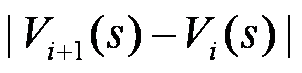 | V_{i+1}(s) − V_i(s) |